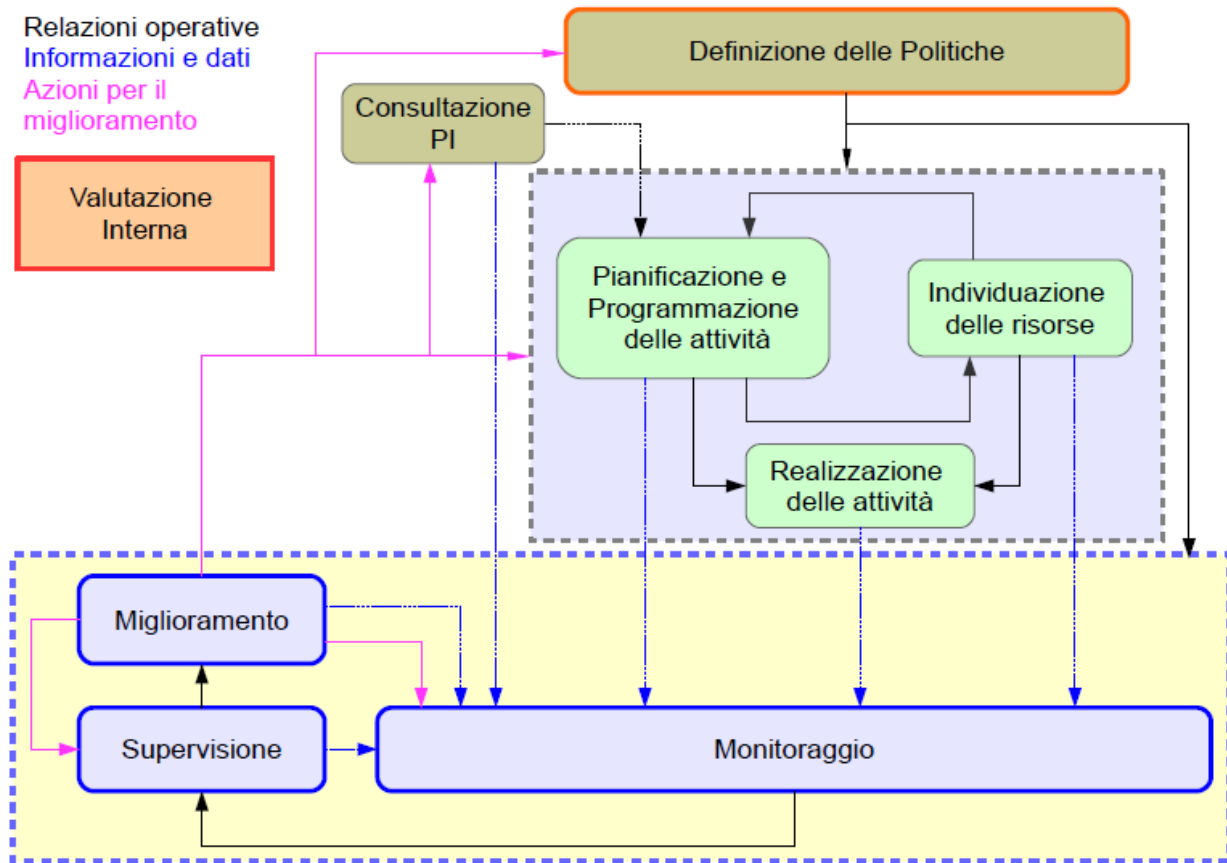 Relazioni operative
Informazioni e dati
Azioni per il
miglioramento
Definizione delle Politiche
Consultazione
PI
Valutazione
Interna
Pianificazione e
Programmazione
delle attività
Individuazione
delle risorse
Realizzazione
delle attività
Miglioramento
Supervisione
Monitoraggio